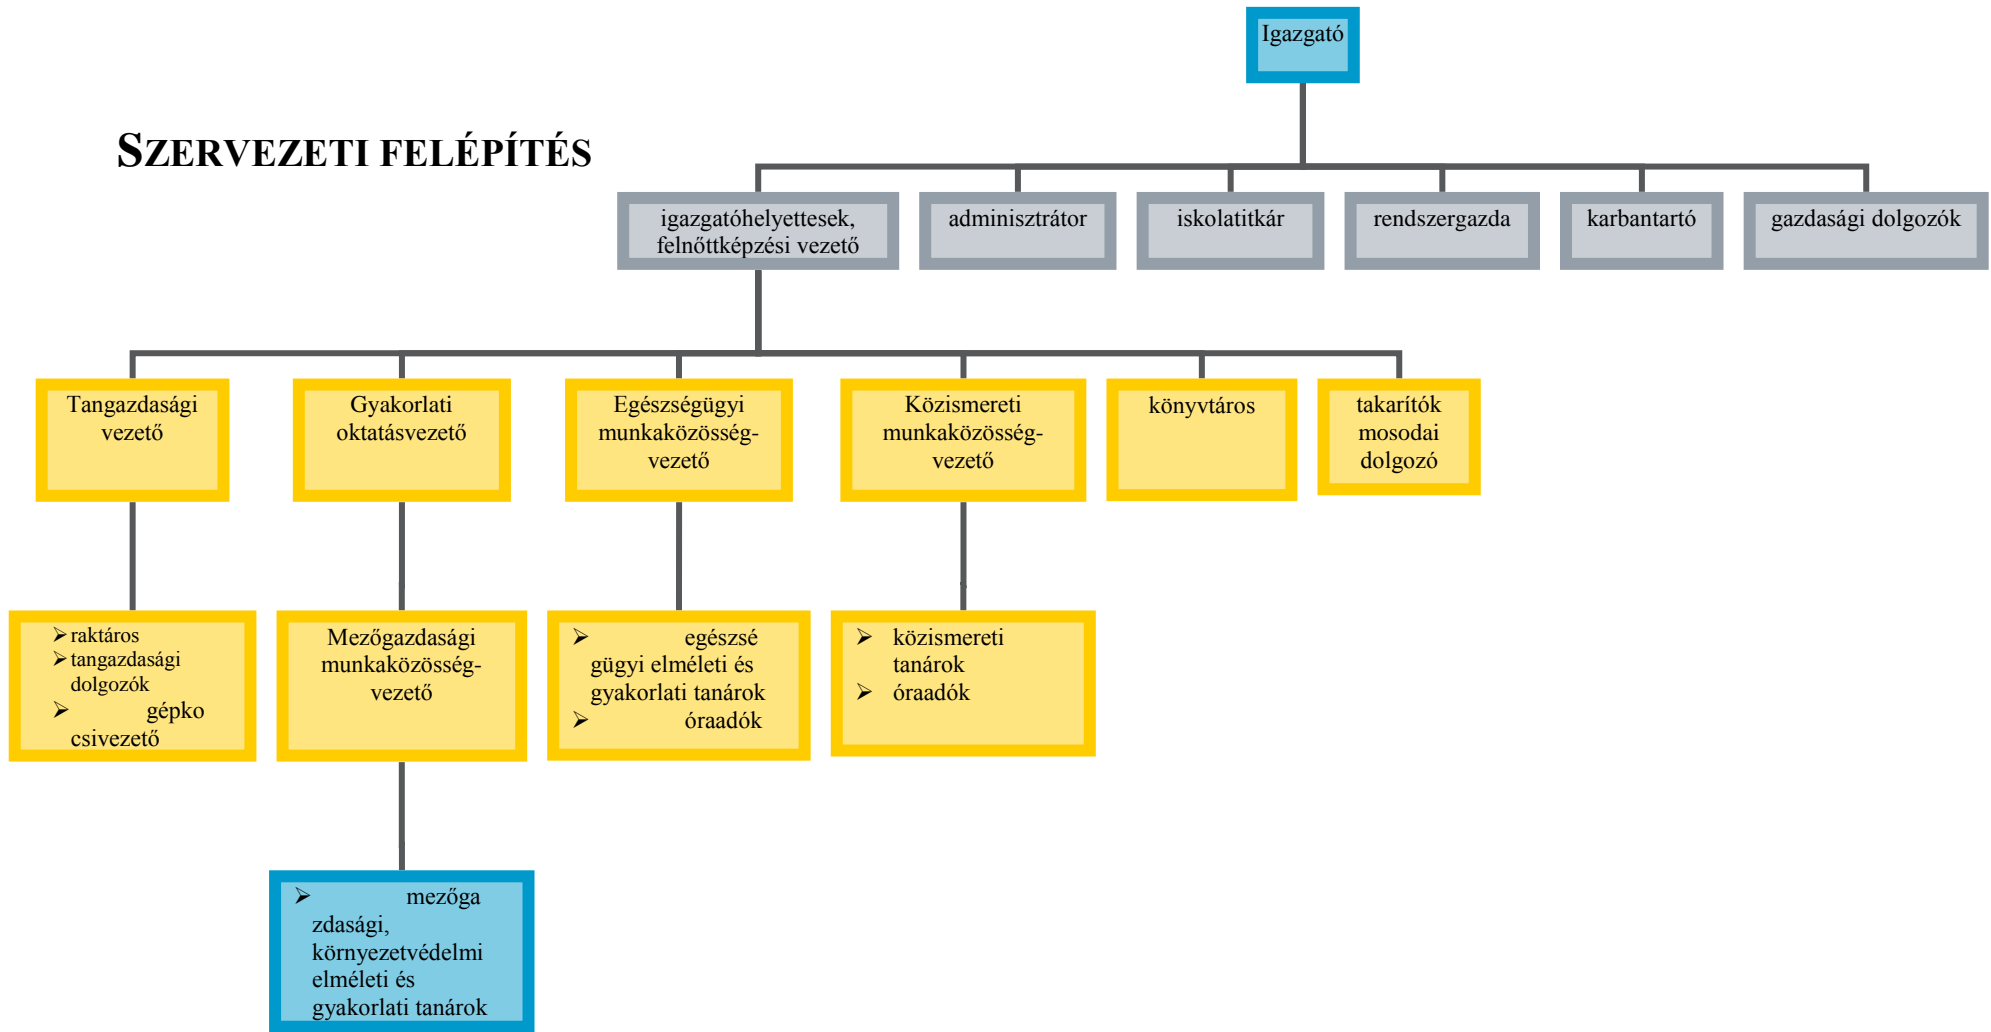 Igazgató
SZERVEZETI FELÉPÍTÉS
igazgatóhelyettesek,
felnőttképzési vezető
adminisztrátor
iskolatitkár
rendszergazda
karbantartó
gazdasági dolgozók
Tangazdasági
vezető
Gyakorlati
oktatásvezető
Egészségügyi
munkaközösség-
vezető
Közismereti
munkaközösség-
vezető
könyvtáros
takarítók
mosodai
dolgozó
➢ raktáros
➢ tangazdasági
dolgozók
➢ gépko
csivezető
Mezőgazdasági
munkaközösség-
vezető
➢ egészsé
gügyi elméleti és
gyakorlati tanárok
➢ óraadók
➢ közismereti
tanárok
➢ óraadók
➢ mezőga
zdasági,
környezetvédelmi
elméleti és
gyakorlati tanárok